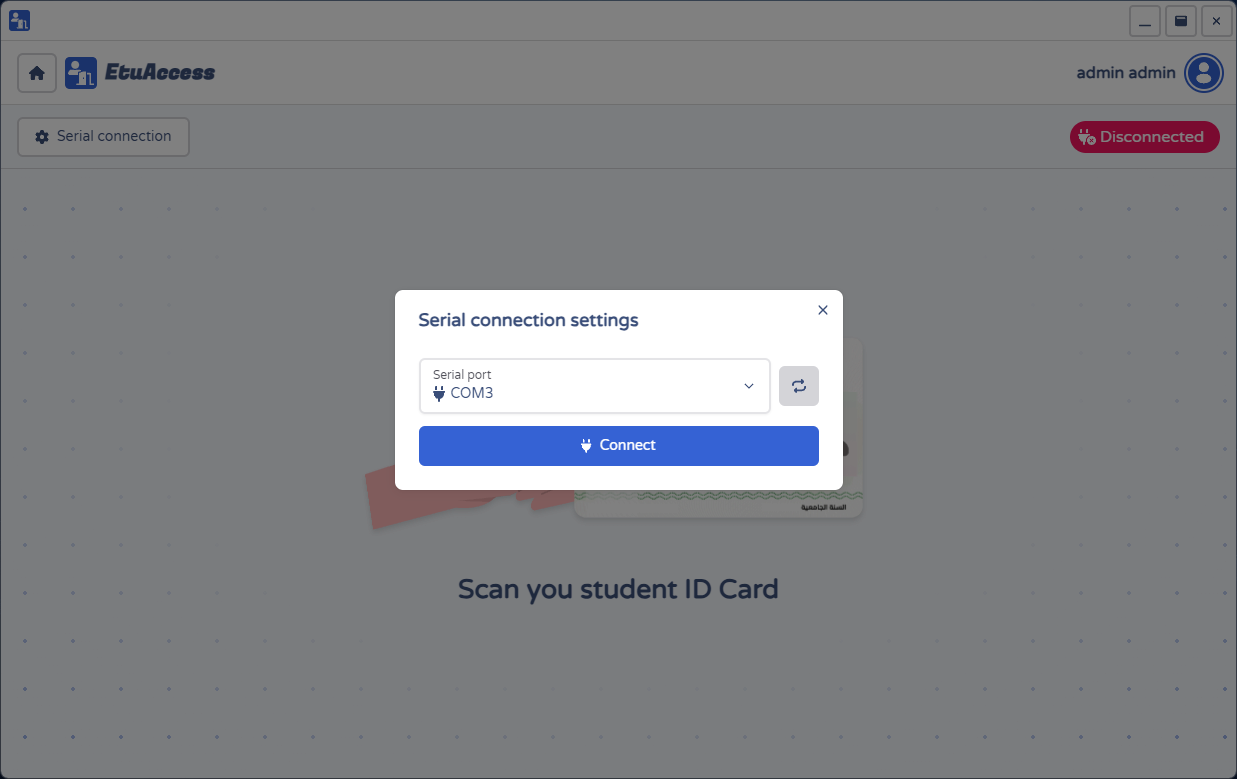 EtuAccess
admin admin
Serial connection
Disconnected
Serial connection settings
Serial port
COM3
Connect
السنة الجامعية
Scan you student ID Card